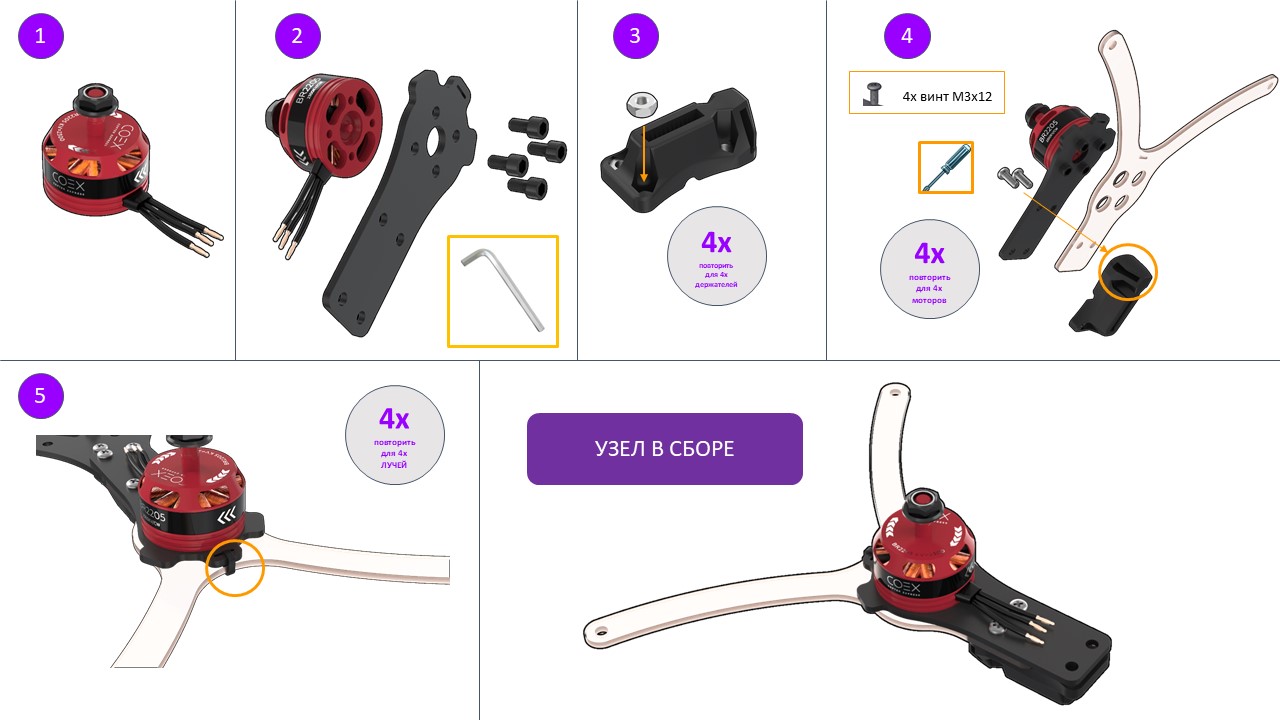 1
COEX
COEX
2
BR2205
3
4x
повторить
для 4х
держателей
4
4х винт М3х12
BR2205
4x
повторить
для 4х
моторов
5
4x
повторить
для 4х
ЛУЧЕЙ
УЗЕЛ В СБОРЕ
COEX